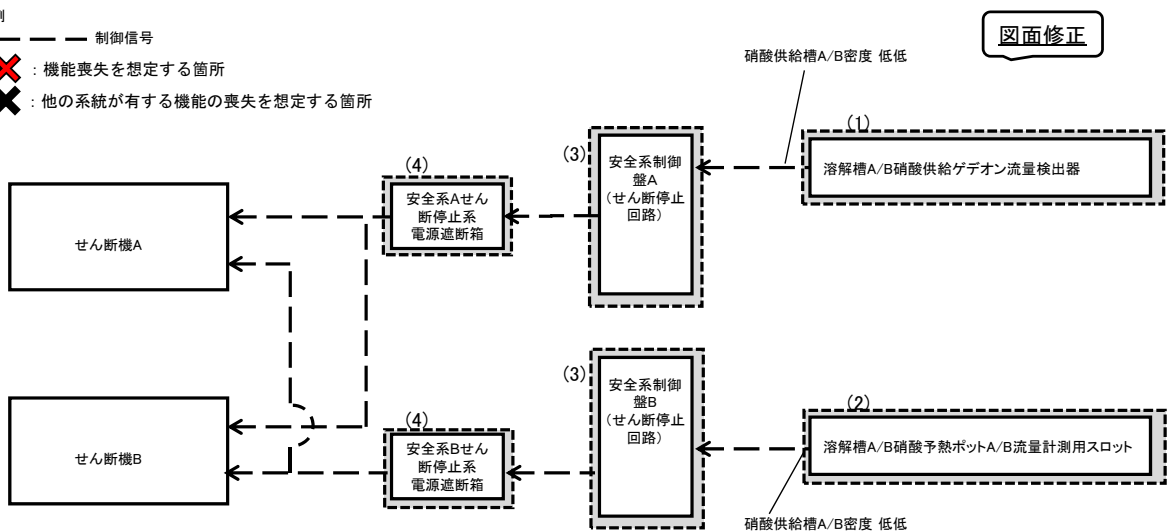 制御信号
：機能喪失を想定する箇所
：他の系統が有する機能の喪失を想定する箇所
図面修正
硝酸供給槽A/B密度 低低
(1)
溶解槽A/B硝酸供給ゲデオン流量検出器
(3)
安全系制御
盤A
(せん断停止
回路)
(4)
安全系Aせん
断停止系
電源遮断箱
せん断機A
(3)
安全系制御
盤B
(せん断停止
回路)
(2)
溶解槽A/B硝酸予熱ポットA/B流量計測用スロット
(4)
安全系Bせん
断停止系
電源遮断箱
せん断機B
硝酸供給槽A/B密度 低低